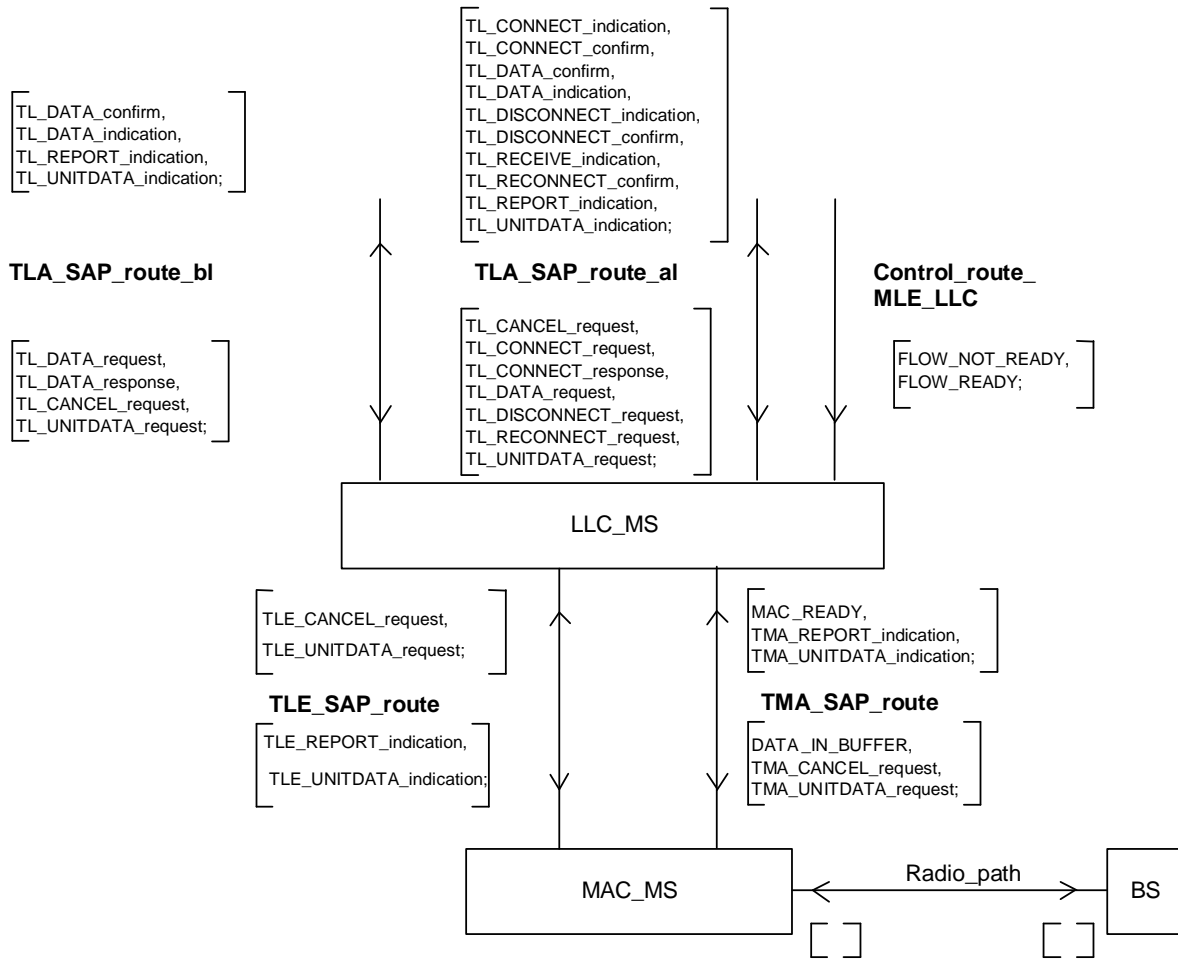 TL_CONNECT_indication,
TL_CONNECT_confirm,
TL_DATA_confirm,
TL_DATA_indication,
TL_DISCONNECT_indication,
TL_DISCONNECT_confirm,
TL_RECEIVE_indication,
TL_RECONNECT_confirm,
TL_REPORT_indication,
TL_UNITDATA_indication;
TL_DATA_confirm,
TL_DATA_indication,
TL_REPORT_indication,
TL_UNITDATA_indication;
TLA_SAP_route_bl
TLA_SAP_route_al
Control_route_
MLE_LLC
TL_DATA_request,
TL_DATA_response,
TL_CANCEL_request,
TL_UNITDATA_request;
TL_CANCEL_request,
TL_CONNECT_request,
TL_CONNECT_response,
TL_DATA_request,
TL_DISCONNECT_request,
TL_RECONNECT_request,
TL_UNITDATA_request;
FLOW_NOT_READY,
FLOW_READY;
LLC_MS
TLE_CANCEL_request,
TLE_UNITDATA_request;
MAC_READY,
TMA_REPORT_indication,
TMA_UNITDATA_indication;
TLE_SAP_route
TMA_SAP_route
TLE_REPORT_indication,
TLE_UNITDATA_indication;
DATA_IN_BUFFER,
TMA_CANCEL_request,
TMA_UNITDATA_request;
MAC_MS
Radio_path
BS